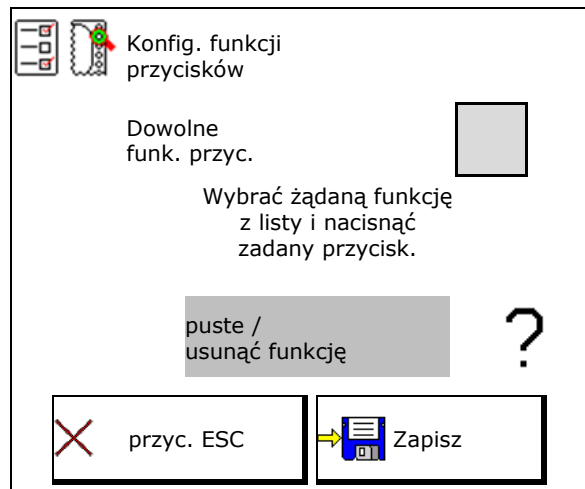 Konfig. funkcji
przycisków
Dowolne
funk. przyc.
Wybrać żądaną funkcję
z listy i nacisnąć
zadany przycisk.
puste /
usunąć funkcję
?
przyc. ESC
Zapisz